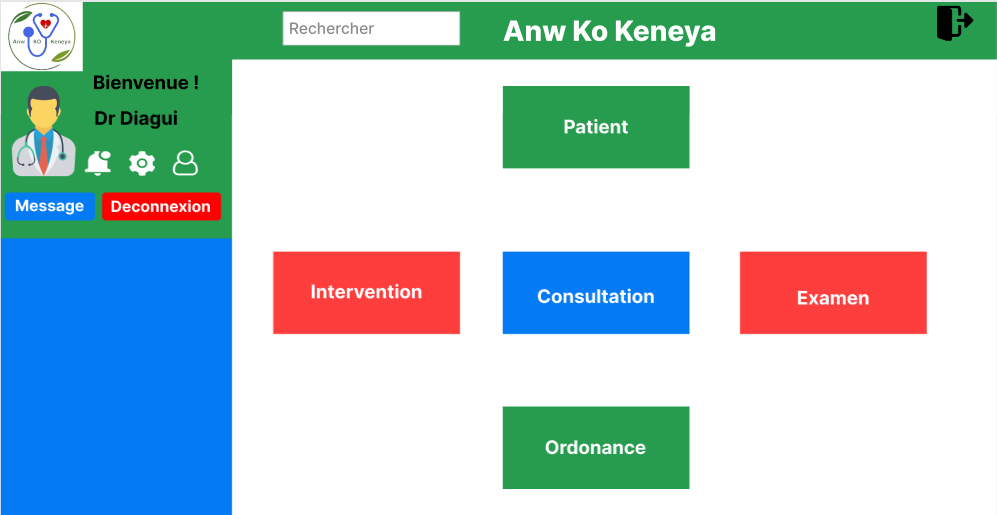 Anw KO Keneya
Rechercher
Anw Ko Keneya
Bienvenue !
Dr Diagui
Message
Deconnexion
Patient
Intervention
Consultation
Examen
Ordonance